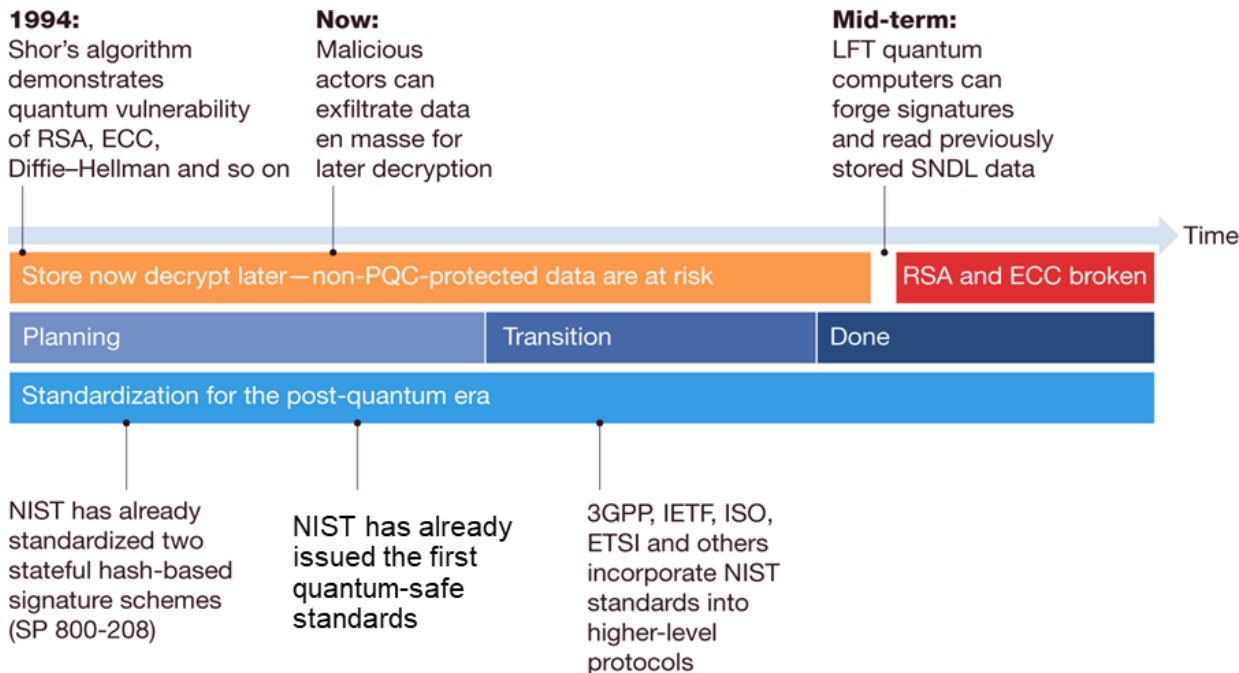 1994:
Shor's algorithm
demonstrates
quantum vulnerability
of RSA, ECC,
Diffie–Hellman and so on
Now:
Malicious
actors can
exfiltrate data
en masse for
later decryption
Mid-term:
LFT quantum
computers can
forge signatures
and read previously
stored SNDL data
Time
Store now decrypt later—non-PQC-protected data are at risk
RSA and ECC broken
Planning
Transition
Done
Standardization for the post-quantum era
NIST has already
standardized two
stateful hash-based
signature schemes
(SP 800-208)
NIST has already
issued the first
quantum-safe
standards
3GPP, IETF, ISO,
ETSI and others
incorporate NIST
standards into
higher-level
protocols